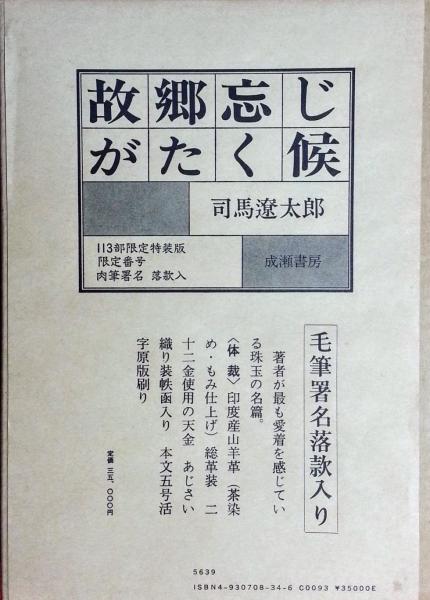 故郷忘じ
がたく候
司馬遼太郎
113部限定特装版
限定番号
肉筆署名 落款入
成瀬書房
毛筆署名落款入り
著者が最も愛着を感じてい
る珠玉の名篇。
〈体 裁〉印度産山羊革（茶染
め・もみ仕上げ）総革装 二
十二金使用の天金 あじさい
織り装帙函入り 本文五号活
字原版刷り
定価 三五、〇〇〇円
5639
ISBN4-930708-34-6 C0093 ¥35000E